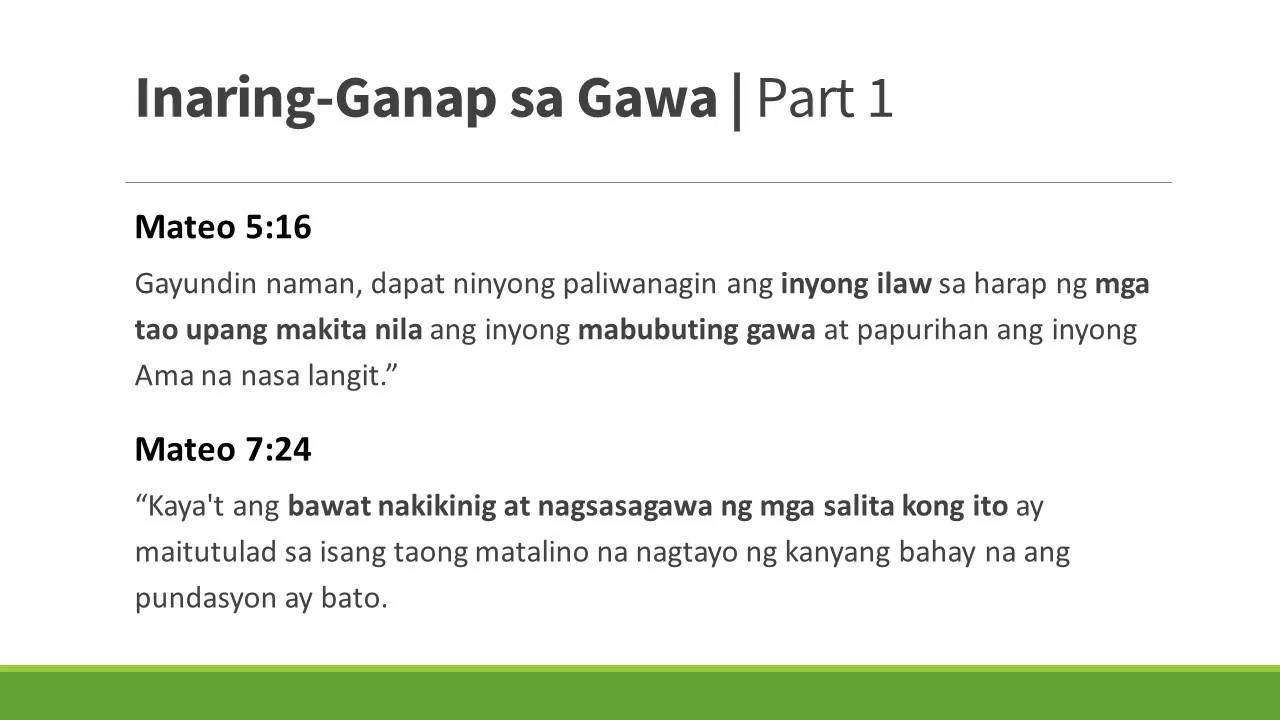 Inaring-Ganap sa Gawa | Part 1
Mateo 5:16
Gayundin naman, dapat ninyong paliwanagin ang inyong ilaw sa harap ng mga
tao upang makita nila ang inyong mabubuting gawa at papurihan ang inyong
Ama na nasa langit.”
Mateo 7:24
“Kaya't ang bawat nakikinig at nagsasagawa ng mga salita kong ito ay
maitutulad sa isang taong matalino na nagtayo ng kanyang bahay na ang
pundasyon ay bato.